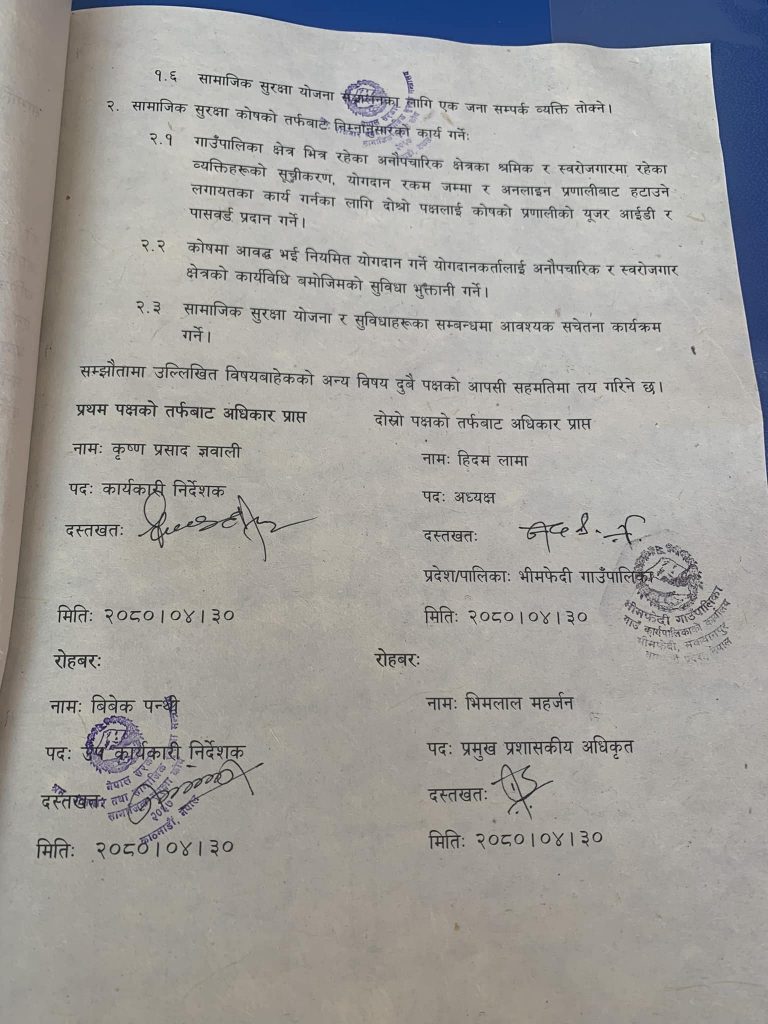 १.६ सामाजिक सुरक्षा योजना सञ्चालनका लागि एक जना सम्पर्क व्यक्ति तोक्ने।
२. सामाजिक सुरक्षा कोषको तर्फबाट निम्नानुसारको कार्य गर्नेः
२.१ गाउँपालिका क्षेत्र भित्र रहेका अनौपचारिक क्षेत्रका श्रमिक र स्वरोजगारमा रहेका
व्यक्तिहरूको सूचीकरण, योगदान रकम जम्मा र अनलाइन प्रणालीबाट हटाउने
लगायतका कार्य गर्नका लागि दोश्रो पक्षलाई कोषको प्रणालीको यूजर आईडी र
पासवर्ड प्रदान गर्ने।
२.२ कोषमा आवद्ध भई नियमित योगदान गर्ने योगदानकर्तालाई अनौपचारिक र स्वरोजगार
क्षेत्रको कार्यविधि बमोजिमको सुविधा भुक्तानी गर्ने।
२.३ सामाजिक सुरक्षा योजना र सुविधाहरूका सम्बन्धमा आवश्यक सचेतना कार्यक्रम
गर्ने।
सम्झौतामा उल्लिखित विषयबाहेकको अन्य विषय दुबै पक्षको आपसी सहमतिमा तय गरिने छ।
प्रथम पक्षको तर्फबाट अधिकार प्राप्त
नामः कृष्ण प्रसाद ज्ञवाली
पदः कार्यकारी निर्देशक
दस्तखतः
मितिः २०८०।०४।३०
रोहबरः
नामः बिबेक पन्थी
पदः उप कार्यकारी निर्देशक
दस्तखतः
मितिः २०८०।०४।३०
दोस्रो पक्षको तर्फबाट अधिकार प्राप्त
नामः हिदम लामा
पदः अध्यक्ष
दस्तखतः
प्रदेश/पालिकाः भीमफेदी गाउँपालिका
मितिः २०८०।०४।३०
रोहबरः
नामः भिमलाल महर्जन
पदः प्रमुख प्रशासकीय अधिकृत
दस्तखतः
मितिः २०८०।०४।३०
भीमफेदी गाउँपालिका
गाउँ कार्यपालिकाको कार्यालय
भीमफेदी, मकवानपुर
नेपाल सरकार
काठमाडौं, नेपाल